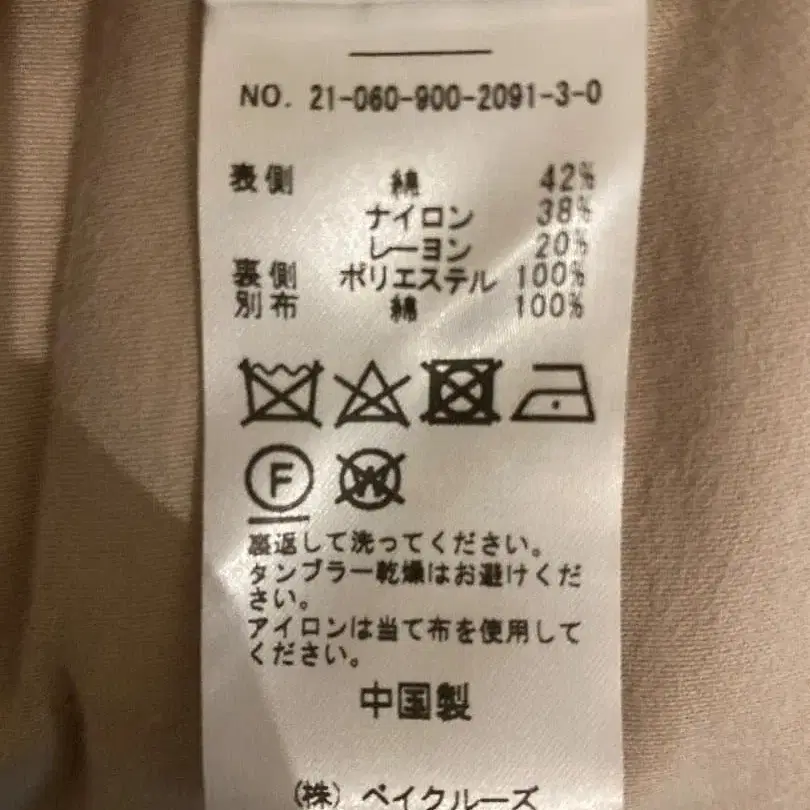 NO. 21-060-900-2091-3-0
表側 綿 42%
ナイロン 38%
レーヨン 20%
裏側 ポリエステル 100%
別布 綿 100%
F W
裏返して洗ってください。
タンブラー乾燥はお避けくだ
さい。
アイロンは当て布を使用して
ください。
中国製
(株) ベイクルーズ